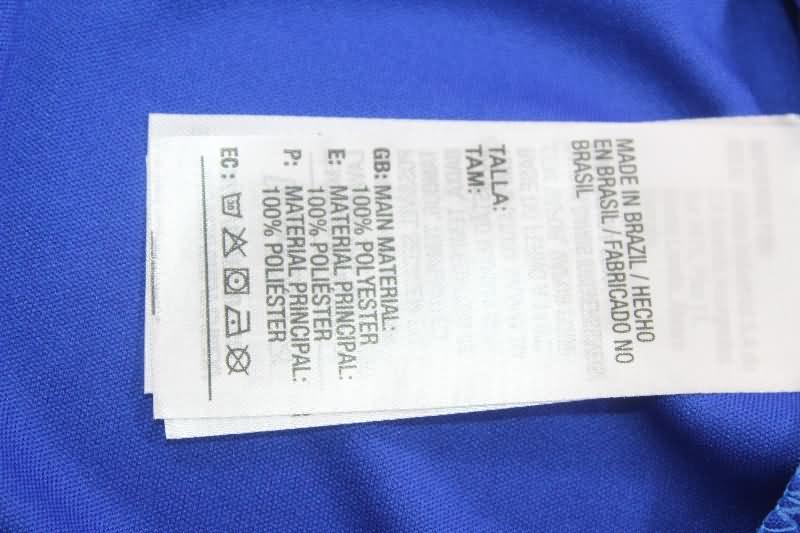 MADE IN BRAZIL / HECHO
EN BRASIL / FABRICADO NO
BRASIL
TALLA:
TAM:
GB: MAIN MATERIAL:
100% POLYESTER
E: MATERIAL PRINCIPAL:
100% POLIÉSTER
P: MATERIAL PRINCIPAL:
100% POLIÉSTER
EC: